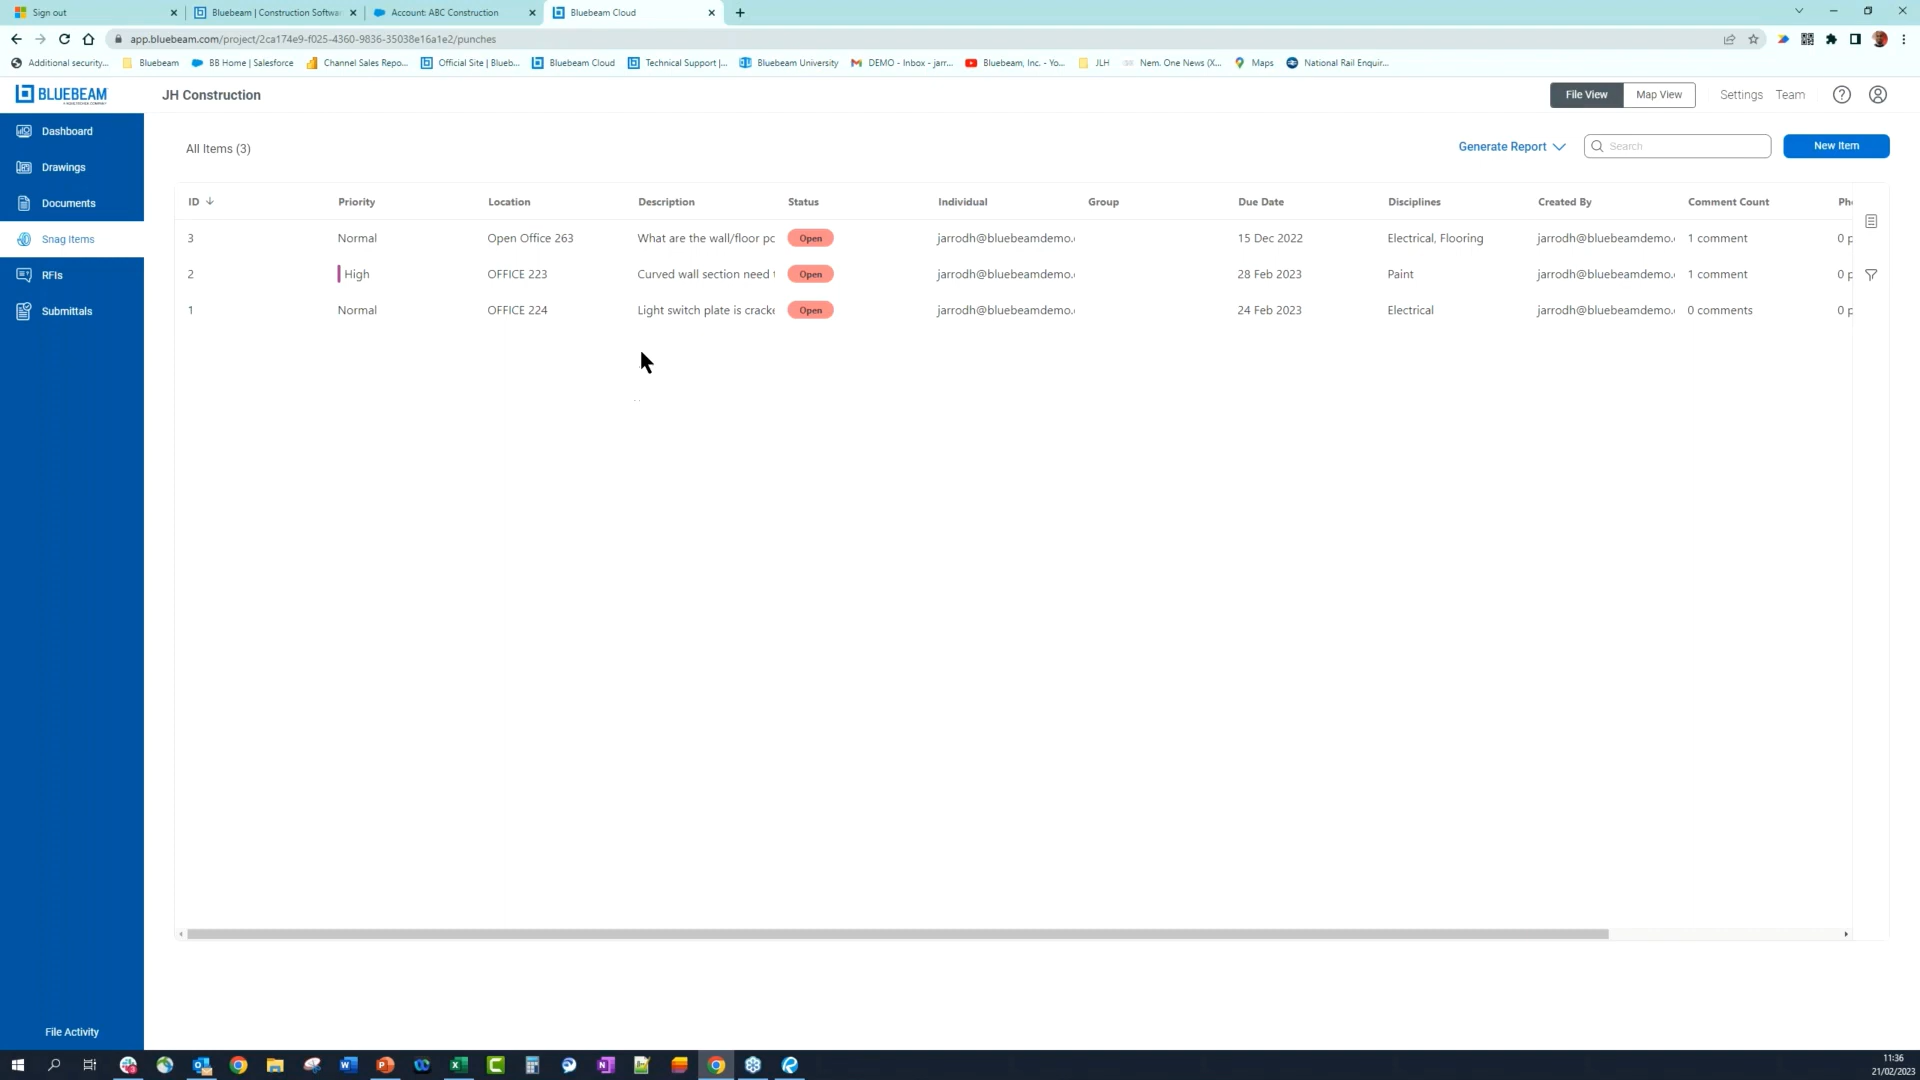 Sign out
Bluebeam | Construction Softwar
Account: ABC Construction
Bluebeam Cloud
app.bluebeam.com/project/2ca174e9-f025-4360-9836-35038e16a1e2/punches
Additional security... Bluebeam BB Home | Salesforce Channel Sales Repo... Official Site | Blueb... Bluebeam Cloud Technical Support |... Bluebeam University DEMO - Inbox - jarr... Bluebeam, Inc. - Yo... JLH Nem. One News (X... Maps National Rail Enquir...
BLUEBEAM JH Construction File View Map View Settings Team
Dashboard
Drawings
Documents
Snag Items
RFIs
Submittals
File Activity
All Items (3) Generate Report Search New Item
ID Priority Location Description Status Individual Group Due Date Disciplines Created By Comment Count Ph
3 Normal Open Office 263 What are the wall/floor pc Open jarrodh@bluebeamdemo. 15 Dec 2022 Electrical, Flooring jarrodh@bluebeamdemo. 1 comment 0 p
2 High OFFICE 223 Curved wall section need t Open jarrodh@bluebeamdemo. 28 Feb 2023 Paint jarrodh@bluebeamdemo. 1 comment 0 p
1 Normal OFFICE 224 Light switch plate is cracke Open jarrodh@bluebeamdemo. 24 Feb 2023 Electrical jarrodh@bluebeamdemo. 0 comments 0 p
11:36
21/02/2023